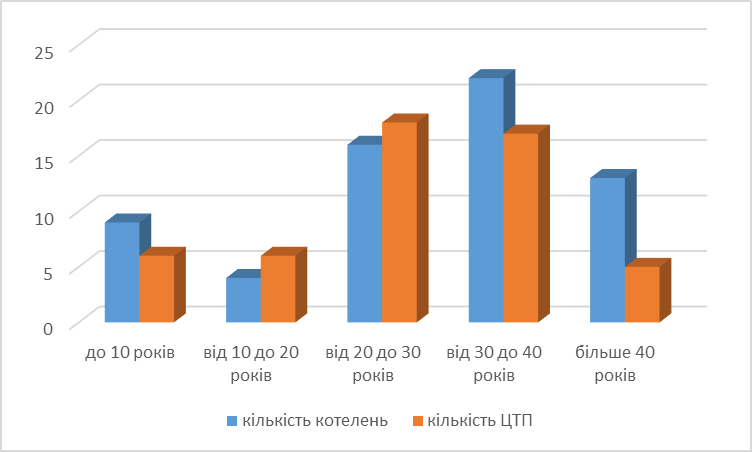 25
20
15
10
5
0
до 10 років
від 10 до 20
років
від 20 до 30
років
від 30 до 40
років
більше 40
років
кількість котелень
кількість ЦТП